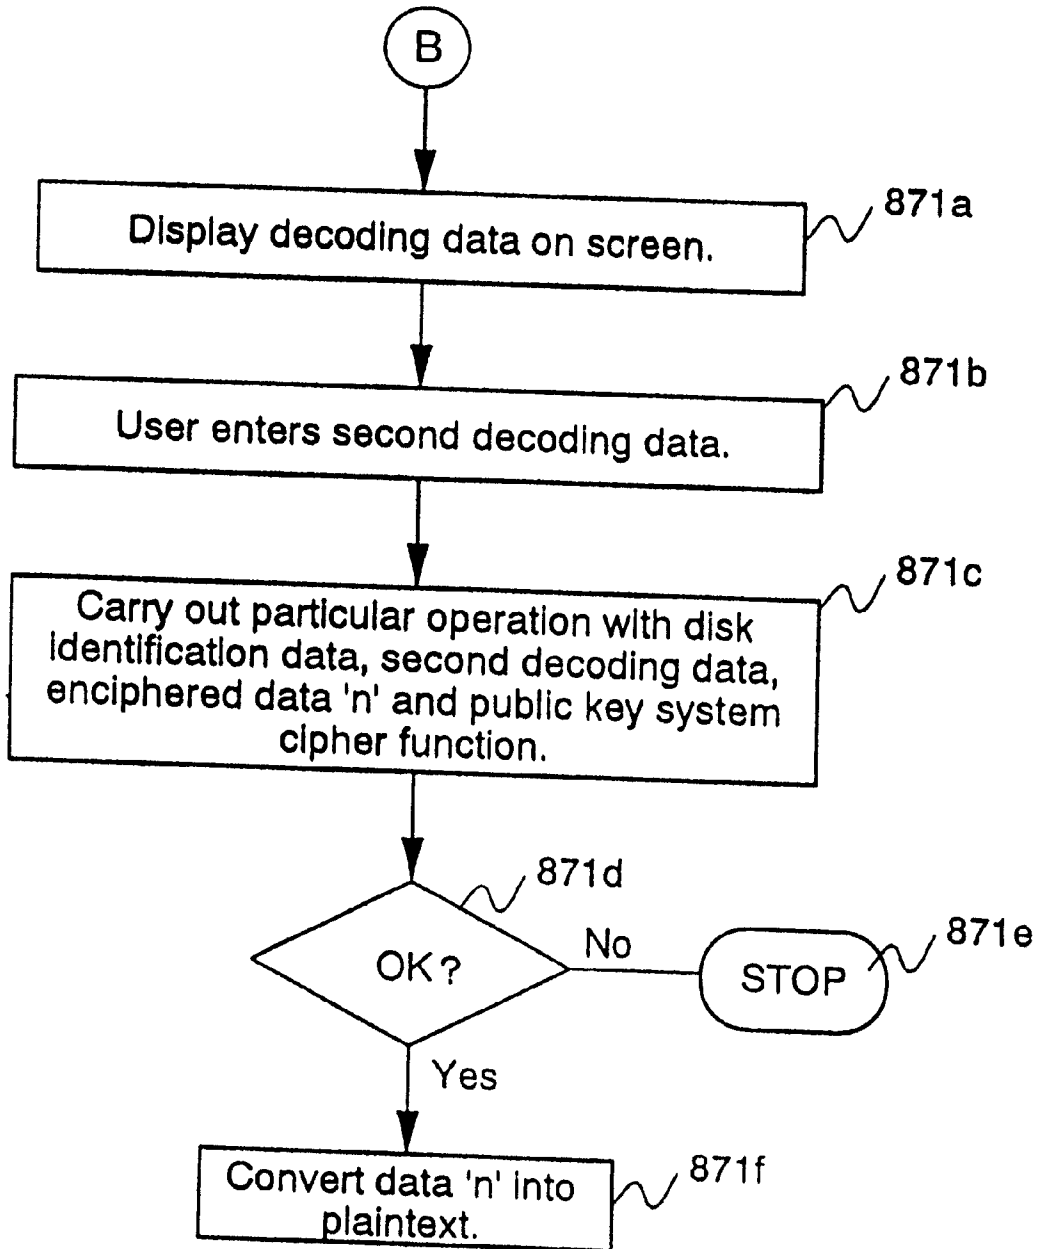 B
871a
Display decoding data on screen.
871b
User enters second decoding data.
871c
Carry out particular operation with disk
identification data, second decoding data,
enciphered data 'n' and public key system
cipher function.
871d
OK?
No
871e
STOP
Yes
871f
Convert data 'n' into
plaintext.